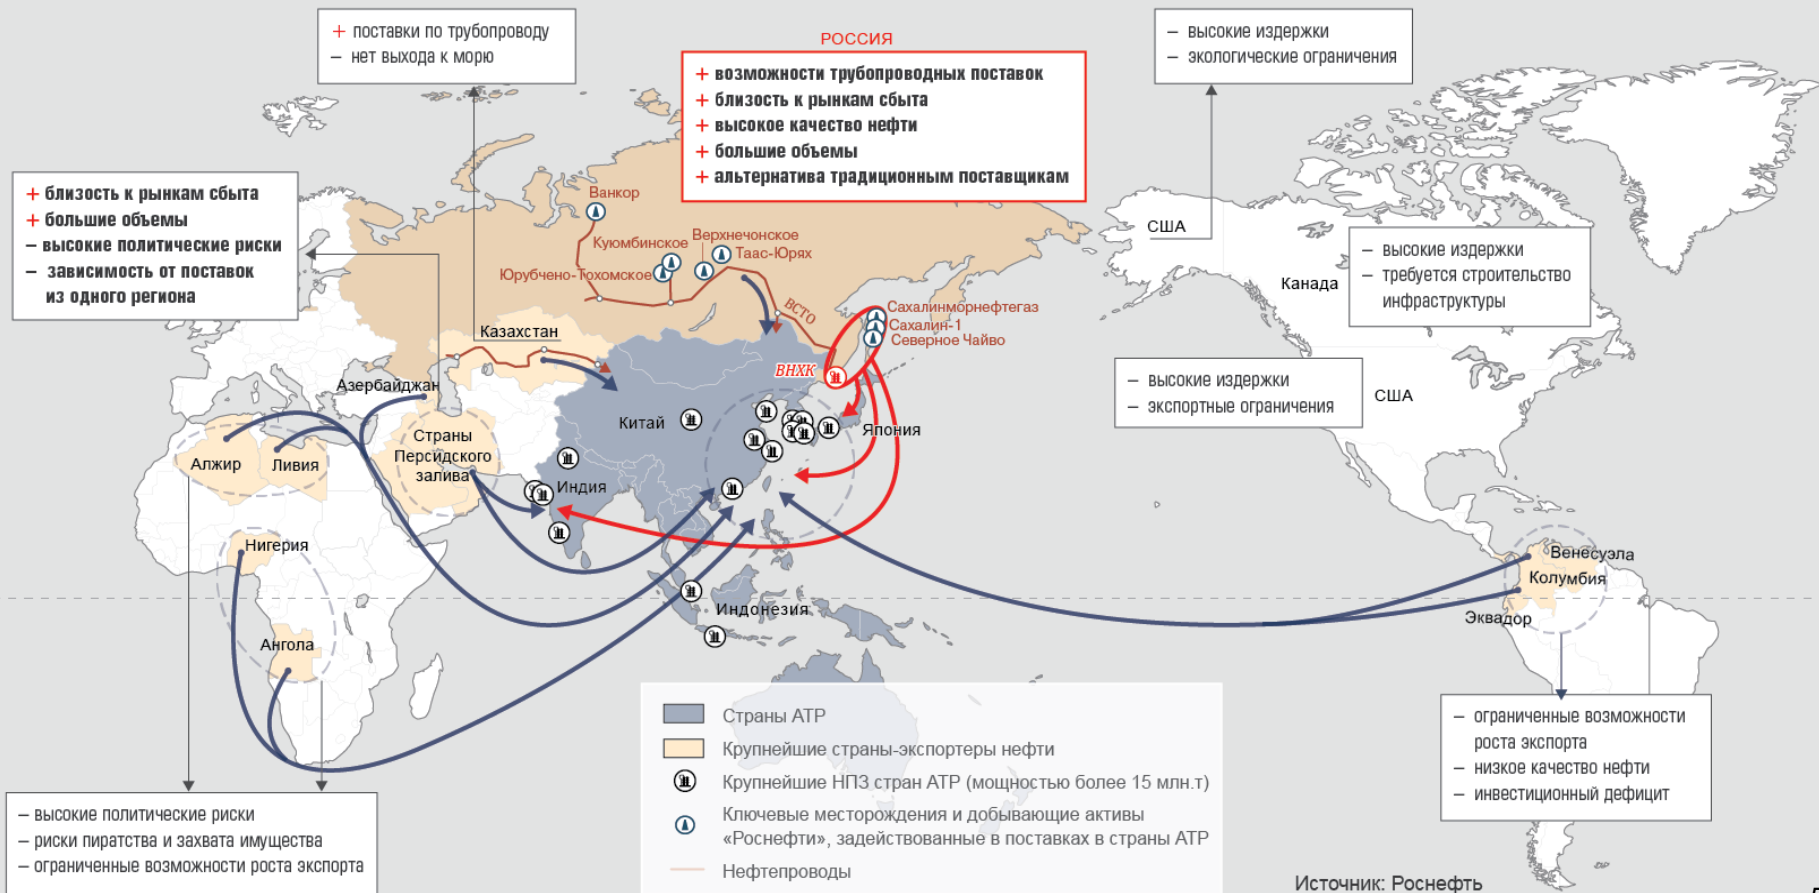 + поставки по трубопроводу
– нет выхода к морю
РОССИЯ
+ возможности трубопроводных поставок
+ близость к рынкам сбыта
+ высокое качество нефти
+ большие объемы
+ альтернатива традиционным поставщикам
– высокие издержки
– экологические ограничения
+ близость к рынкам сбыта
+ большие объемы
– высокие политические риски
– зависимость от поставок
из одного региона
Ванкор
Куюмбинское
Верхнечонское
Таас-Юрях
Юрубчено-Тохомское
ВСТО
Сахалинморнефтегаз
Сахалин-1
Северное Чайво
ВНХК
США
Канада
– высокие издержки
– требуется строительство
инфраструктуры
– высокие издержки
– экспортные ограничения
США
Казахстан
Азербайджан
Китай
Япония
Страны
Персидского
залива
Алжир
Ливия
Индия
Нигерия
Ангола
Индонезия
Венесуэла
Колумбия
Эквадор
Страны АТР
Крупнейшие страны-экспортеры нефти
Крупнейшие НПЗ стран АТР (мощностью более 15 млн.т)
Ключевые месторождения и добывающие активы
«Роснефти», задействованные в поставках в страны АТР
Нефтепроводы
– ограниченные возможности
роста экспорта
– низкое качество нефти
– инвестиционный дефицит
– высокие политические риски
– риски пиратства и захвата имущества
– ограниченные возможности роста экспорта
Источник: Роснефть